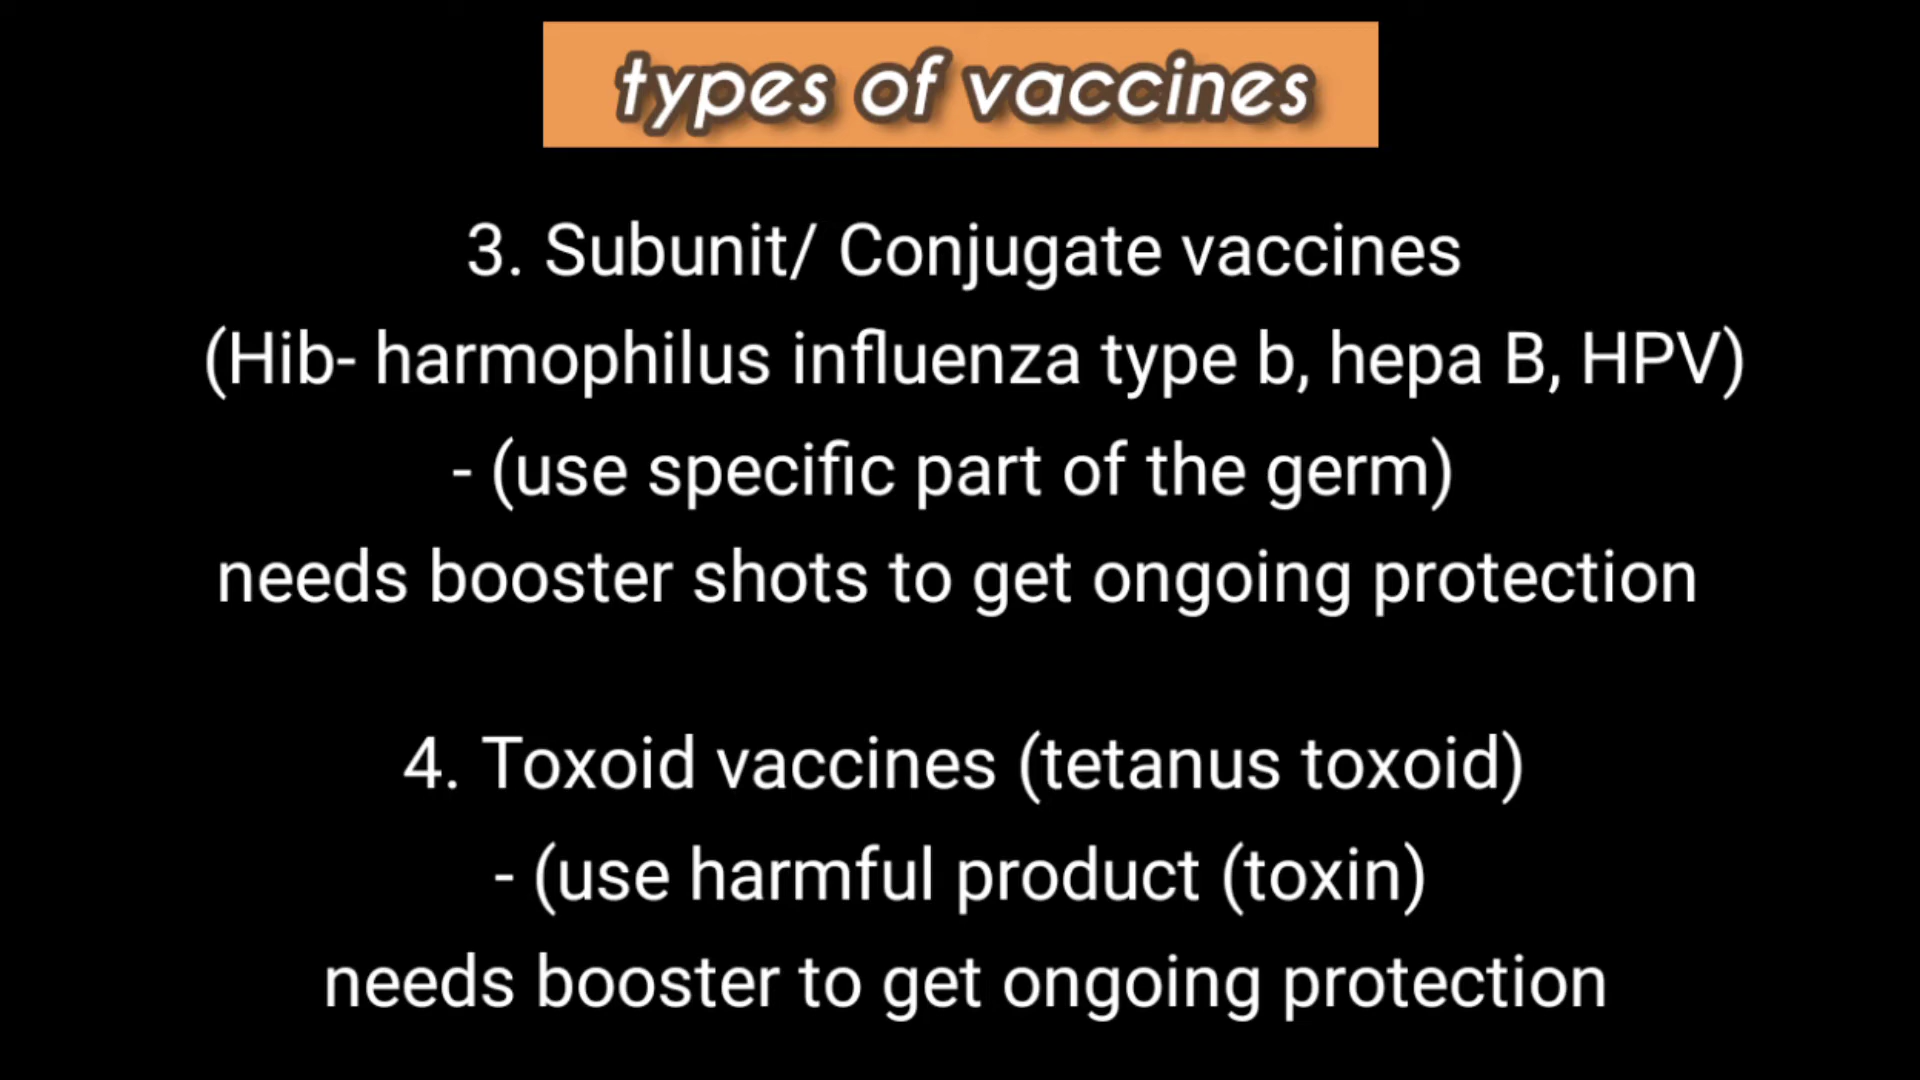 types of vaccines
3. Subunit/ Conjugate vaccines
(Hib- harmophilus influenza type b, hepa B, HPV)
- (use specific part of the germ)
needs booster shots to get ongoing protection
4. Toxoid vaccines (tetanus toxoid)
- (use harmful product (toxin)
needs booster to get ongoing protection